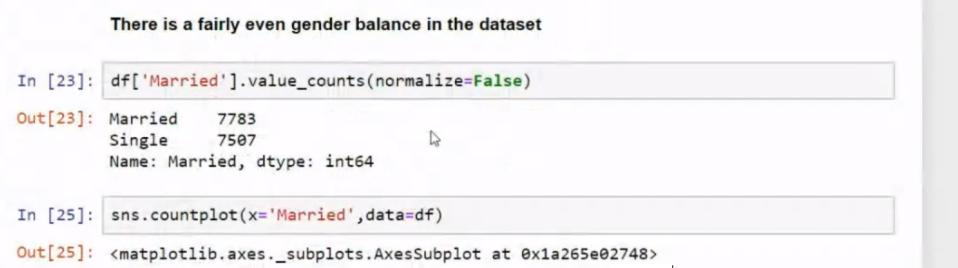 There is a fairly even gender balance in the dataset
In [23]: df['Married'].value_counts(normalize=False)
Out[23]: Married    7783
Single     7507
Name: Married, dtype: int64
In [25]: sns.countplot(x='Married',data=df)
Out[25]: <matplotlib.axes._subplots.AxesSubplot at 0x1a265e02748>